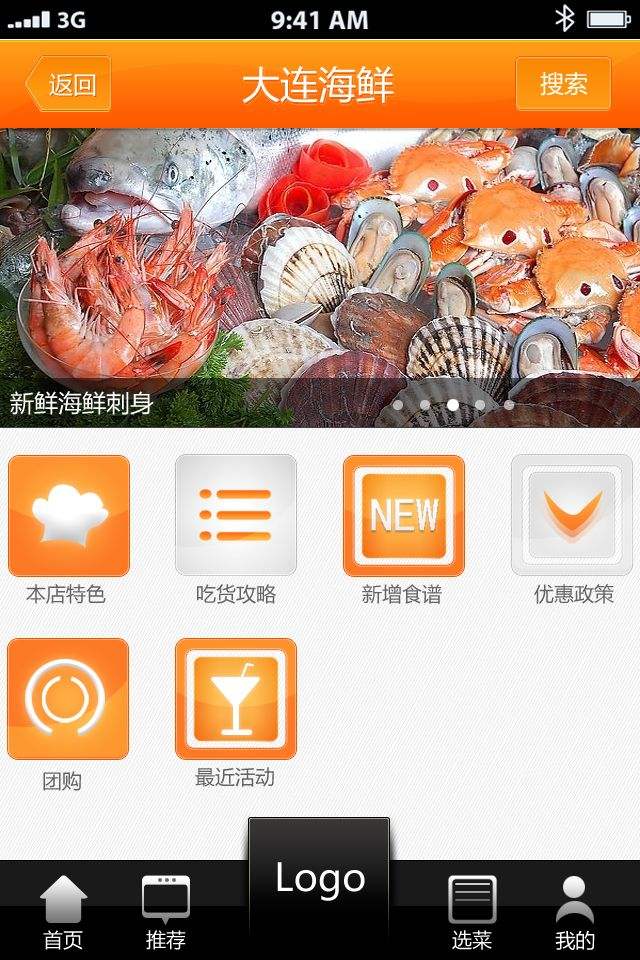 3G 9:41 AM
返回 大连海鲜 搜索
新鲜海鲜刺身
NEW
本店特色 吃货攻略 新增食谱 优惠政策
团购 最近活动
Logo
首页 推荐 选菜 我的